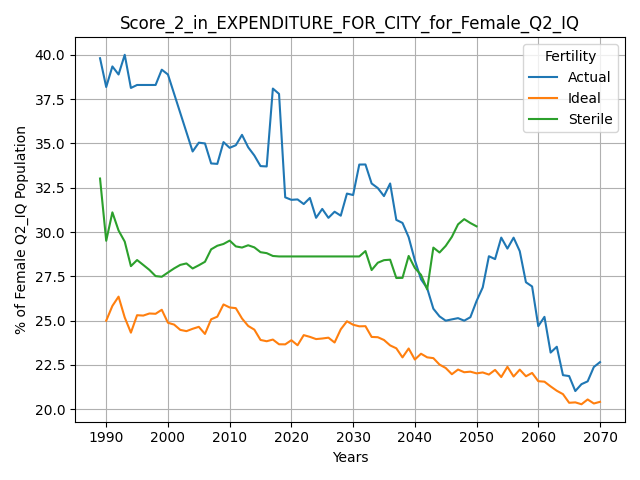 Score_2_in_EXPENDITURE_FOR_CITY_for_Female_Q2_IQ
Fertility
Actual
Ideal
Sterile
% of Female Q2_IQ Population
40.0
37.5
35.0
32.5
30.0
27.5
25.0
22.5
20.0
1990 2000 2010 2020 2030 2040 2050 2060 2070
Years